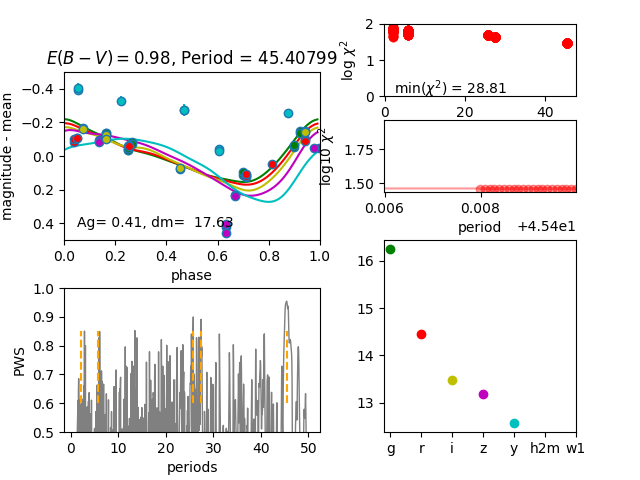 E(B − V) = 0.98, Period = 45.40799
magnitude - mean
−0.4
−0.2
0.0
0.2
0.4
Ag= 0.41, dm= 17.63
0.0 0.2 0.4 0.6 0.8 1.0
phase
log χ²
2
1
0
min(χ²) = 28.81
0 20 40
log10 χ²
1.75
1.50
0.006 0.008
period +4.54e1
PWS
1.0
0.9
0.8
0.7
0.6
0.5
0 10 20 30 40 50
periods
16
15
14
13
g r i z y h2m w1